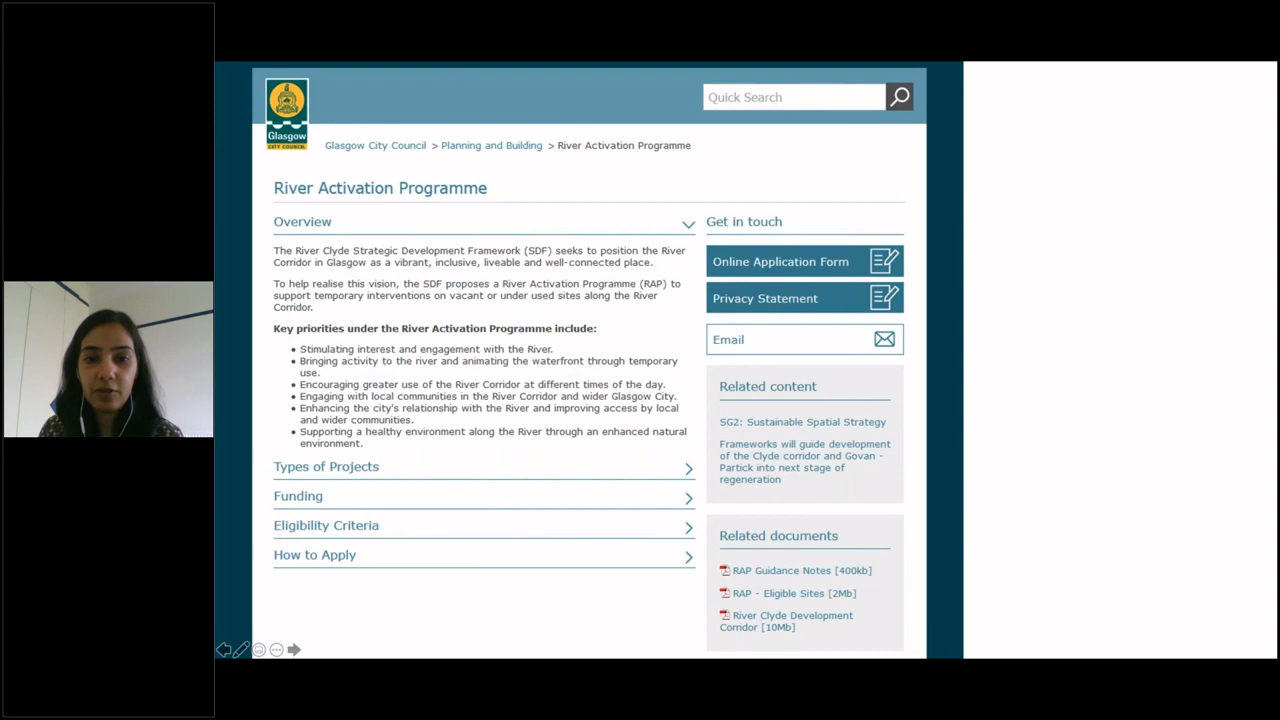 Quick Search
Glasgow
CITY COUNCIL
Glasgow City Council > Planning and Building > River Activation Programme
River Activation Programme
Overview
The River Clyde Strategic Development Framework (SDF) seeks to position the River
Corridor in Glasgow as a vibrant, inclusive, liveable and well-connected place.
To help realise this vision, the SDF proposes a River Activation Programme (RAP) to
support temporary interventions on vacant or under used sites along the River
Corridor.
Key priorities under the River Activation Programme include:
• Stimulating interest and engagement with the River.
• Bringing activity to the river and animating the waterfront through temporary
use.
• Encouraging greater use of the River Corridor at different times of the day.
• Engaging with local communities in the River Corridor and wider Glasgow City.
• Enhancing the city's relationship with the River and improving access by local
and wider communities.
• Supporting a healthy environment along the River through an enhanced natural
environment.
Types of Projects
Funding
Eligibility Criteria
How to Apply
Get in touch
Online Application Form
Privacy Statement
Email
Related content
SG2: Sustainable Spatial Strategy
Frameworks will guide development
of the Clyde corridor and Govan -
Partick into next stage of
regeneration
Related documents
RAP Guidance Notes [400kb]
RAP - Eligible Sites [2Mb]
River Clyde Development
Corridor [10Mb]